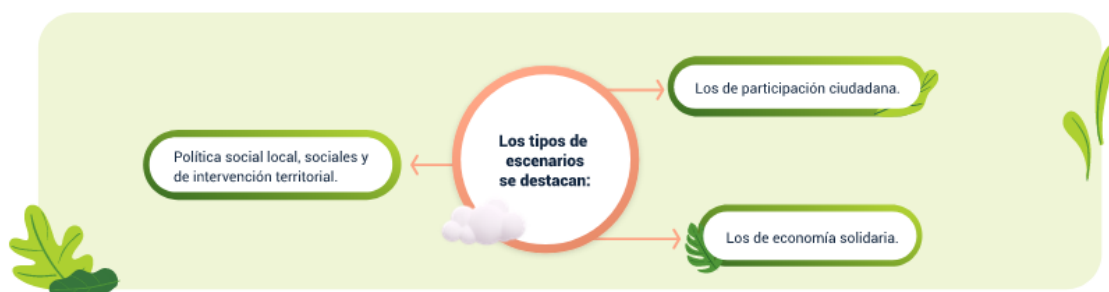 Los tipos de
escenarios
se destacan:
Política social local, sociales y
de intervención territorial.
Los de participación ciudadana.
Los de economía solidaria.